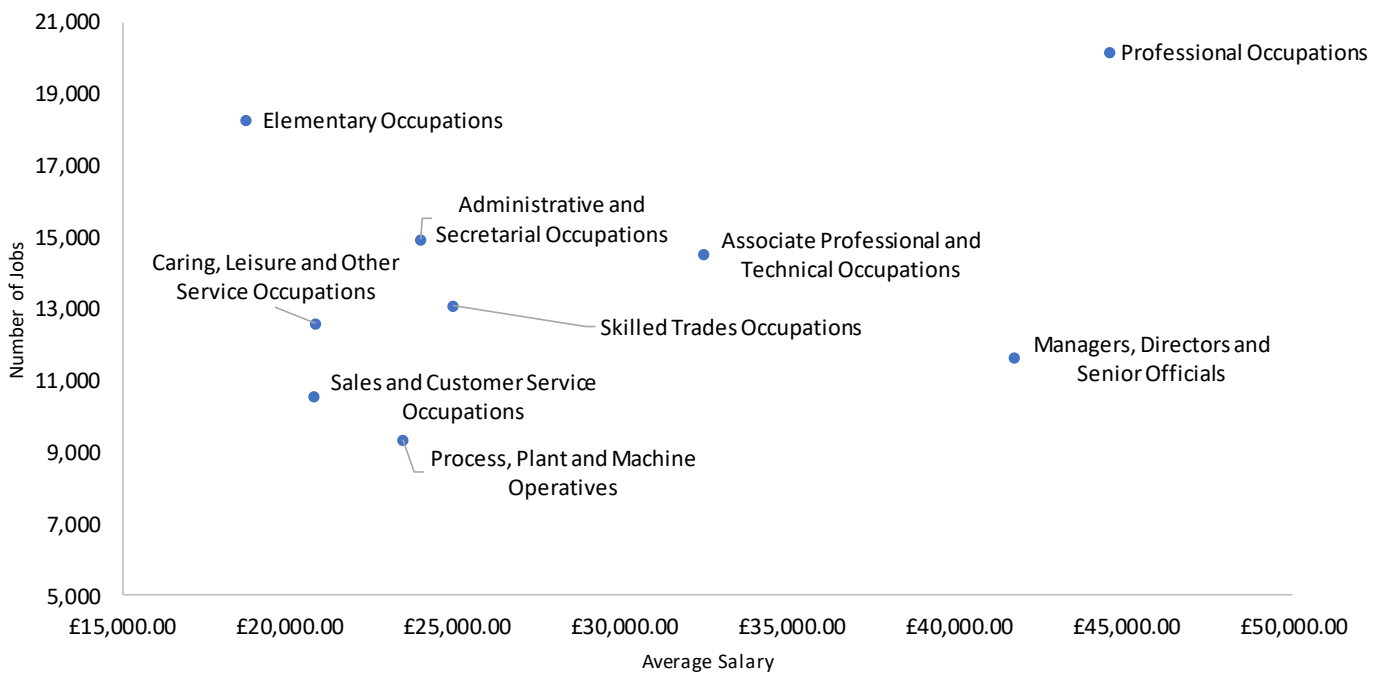 21,000
19,000
17,000
15,000
13,000
11,000
9,000
7,000
5,000
Number of Jobs
Professional Occupations
Elementary Occupations
Administrative and
Secretarial Occupations
Associate Professional and
Technical Occupations
Caring, Leisure and Other
Service Occupations
Skilled Trades Occupations
Managers, Directors and
Senior Officials
Sales and Customer Service
Occupations
Process, Plant and Machine
Operatives
£15,000.00 £20,000.00 £25,000.00 £30,000.00 £35,000.00 £40,000.00 £45,000.00 £50,000.00
Average Salary